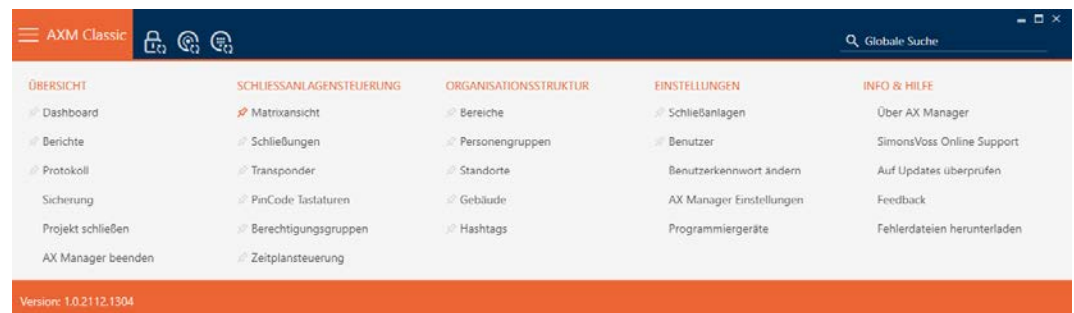 AXM Classic
Globale Suche
ÜBERSICHT
Dashboard
Berichte
Protokoll
Sicherung
Projekt schließen
AX Manager beenden
SCHLIESSANLAGENSTEUERUNG
Matrixansicht
Schließungen
Transponder
PinCode Tastaturen
Berechtigungsgruppen
Zeitplansteuerung
ORGANISATIONSSTRUKTUR
Bereiche
Personengruppen
Standorte
Gebäude
Hashtags
EINSTELLUNGEN
Schließanlagen
Benutzer
Benutzerkennwort ändern
AX Manager Einstellungen
Programmiergeräte
INFO & HILFE
Über AX Manager
SimonsVoss Online Support
Auf Updates überprüfen
Feedback
Fehlerdateien herunterladen
Version: 1.0.2112.1304